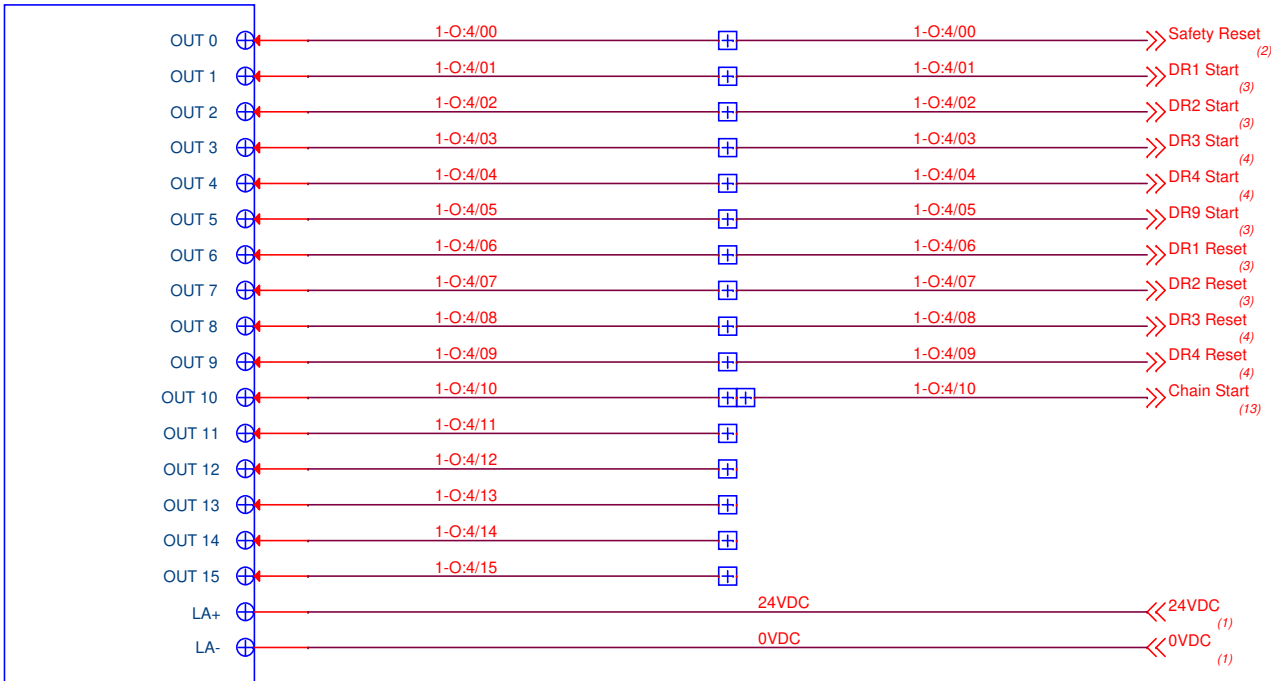 OUT 0 1-O:4/00 1-O:4/00 Safety Reset
(2)
OUT 1 1-O:4/01 1-O:4/01 DR1 Start
(3)
OUT 2 1-O:4/02 1-O:4/02 DR2 Start
(3)
OUT 3 1-O:4/03 1-O:4/03 DR3 Start
(4)
OUT 4 1-O:4/04 1-O:4/04 DR4 Start
(4)
OUT 5 1-O:4/05 1-O:4/05 DR9 Start
(3)
OUT 6 1-O:4/06 1-O:4/06 DR1 Reset
(3)
OUT 7 1-O:4/07 1-O:4/07 DR2 Reset
(3)
OUT 8 1-O:4/08 1-O:4/08 DR3 Reset
(4)
OUT 9 1-O:4/09 1-O:4/09 DR4 Reset
(4)
OUT 10 1-O:4/10 1-O:4/10 Chain Start
(13)
OUT 11 1-O:4/11
OUT 12 1-O:4/12
OUT 13 1-O:4/13
OUT 14 1-O:4/14
OUT 15 1-O:4/15
LA+ 24VDC 24VDC
(1)
LA- 0VDC 0VDC
(1)